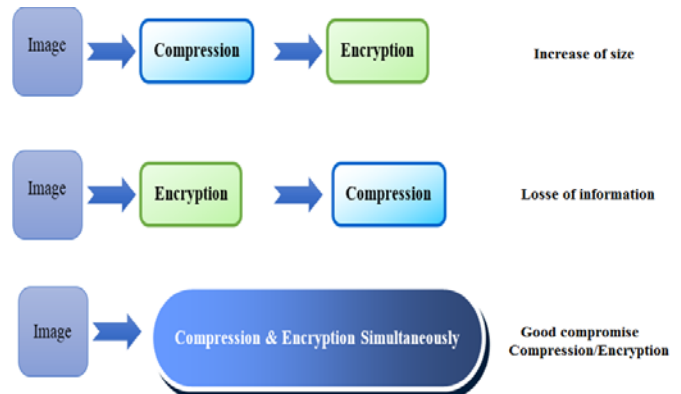 Image
Compression
Encryption
Increase of size
Image
Encryption
Compression
Losse of information
Image
Compression & Encryption Simultaneously
Good compromise
Compression/Encryption